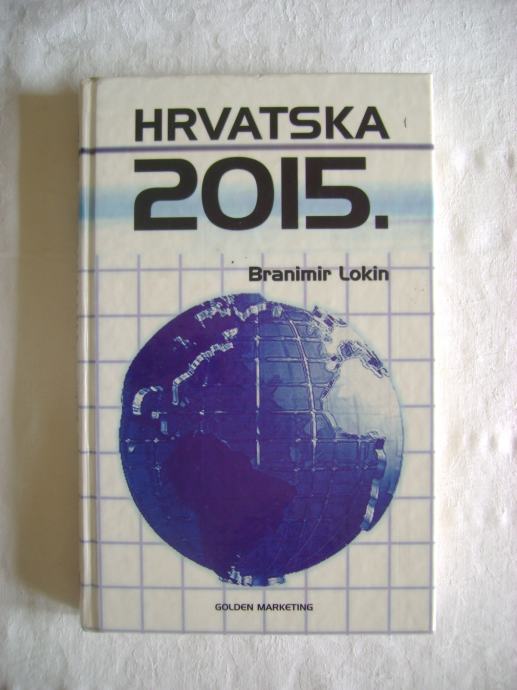 HRVATSKA
2015.
Branimir Lokin
GOLDEN MARKETING